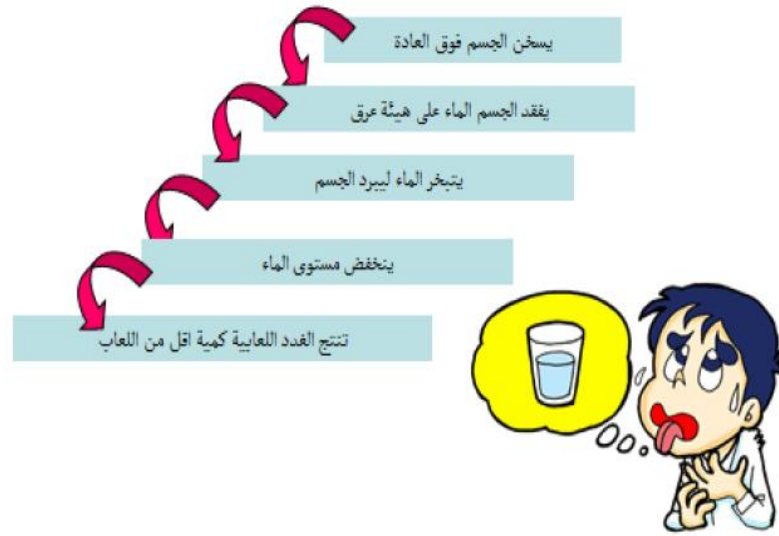 يسخن الجسم فوق العادة
يفقد الجسم الماء على هيئة عرق
يتبخر الماء ليبرد الجسم
ينخفض مستوى الماء
تنتج الغدد اللعابية كمية اقل من اللعاب